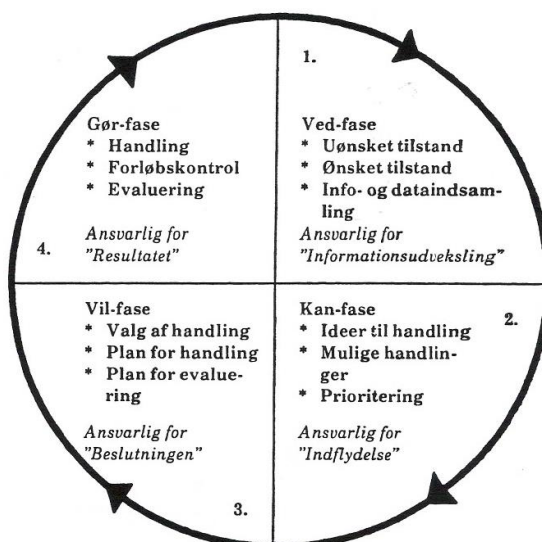 1.
Ved-fase
* Uønsket tilstand
* Ønsket tilstand
* Info- og dataindsam-
ling
Ansvarlig for
"Informationsudveksling"
Kan-fase
* Ideer til handling
2.
* Mulige handlin-
ger
* Prioritering
Ansvarlig for
"Indflydelse"
Vil-fase
* Valg af handling
* Plan for handling
* Plan for evalue-
ring
Ansvarlig for
"Beslutningen"
3.
Gør-fase
* Handling
* Forløbskontrol
* Evaluering
Ansvarlig for
4.
"Resultatet"